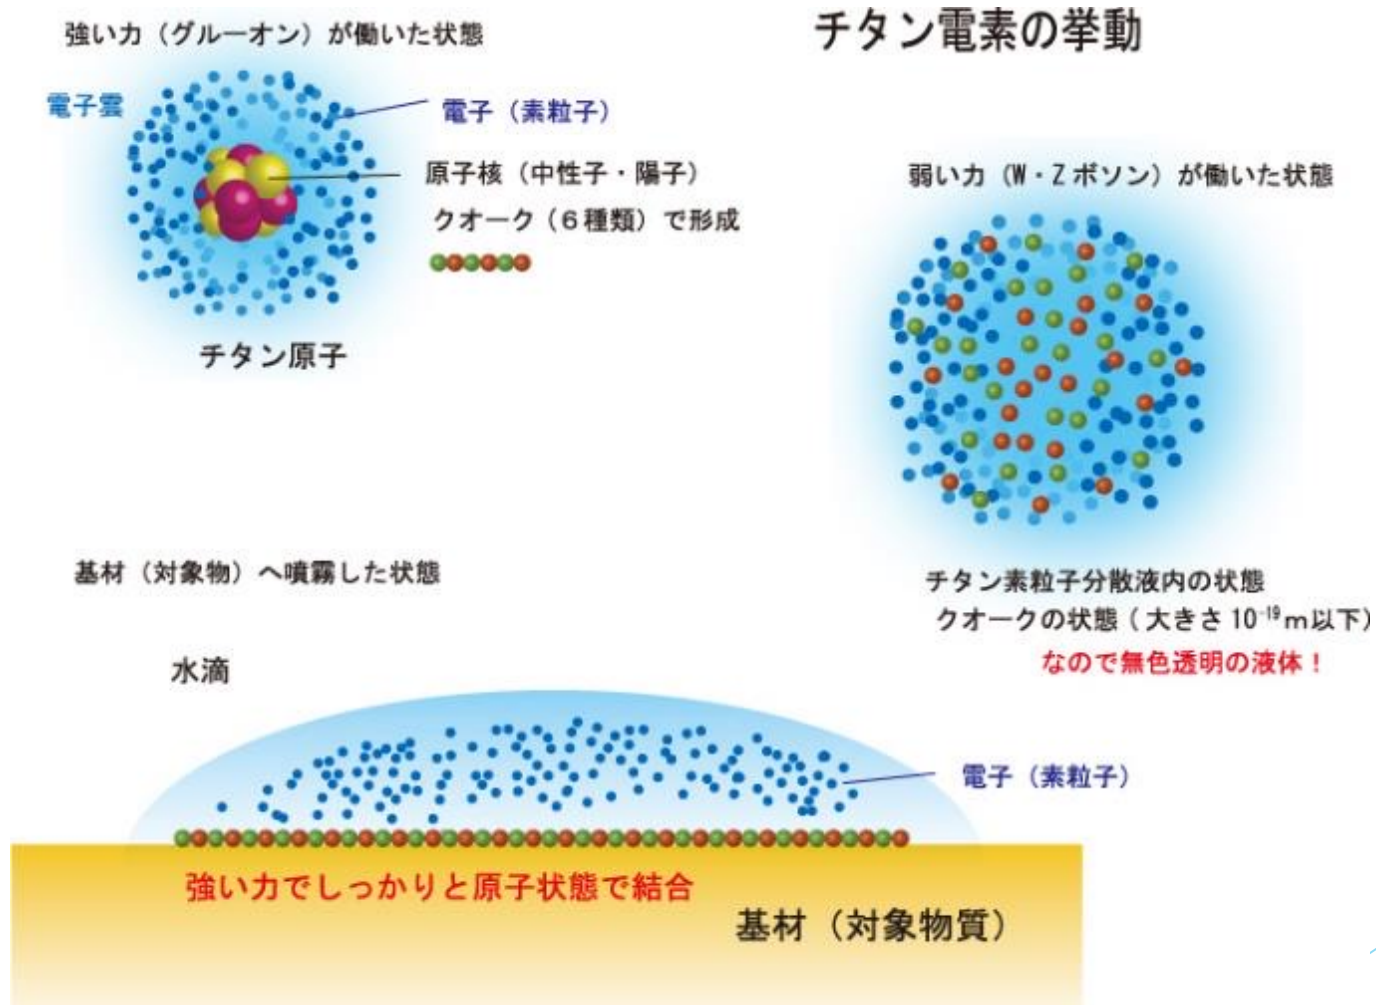 チタン電素の挙動
強い力（グルーオン）が働いた状態
電子雲
電子（素粒子）
原子核（中性子・陽子）
クオーク（６種類）で形成
チタン原子
弱い力（W・Zボソン）が働いた状態
チタン素粒子分散液内の状態
クオークの状態（大きさ10⁻¹⁹m以下）
なので無色透明の液体！
基材（対象物）へ噴霧した状態
水滴
電子（素粒子）
強い力でしっかりと原子状態で結合
基材（対象物質）